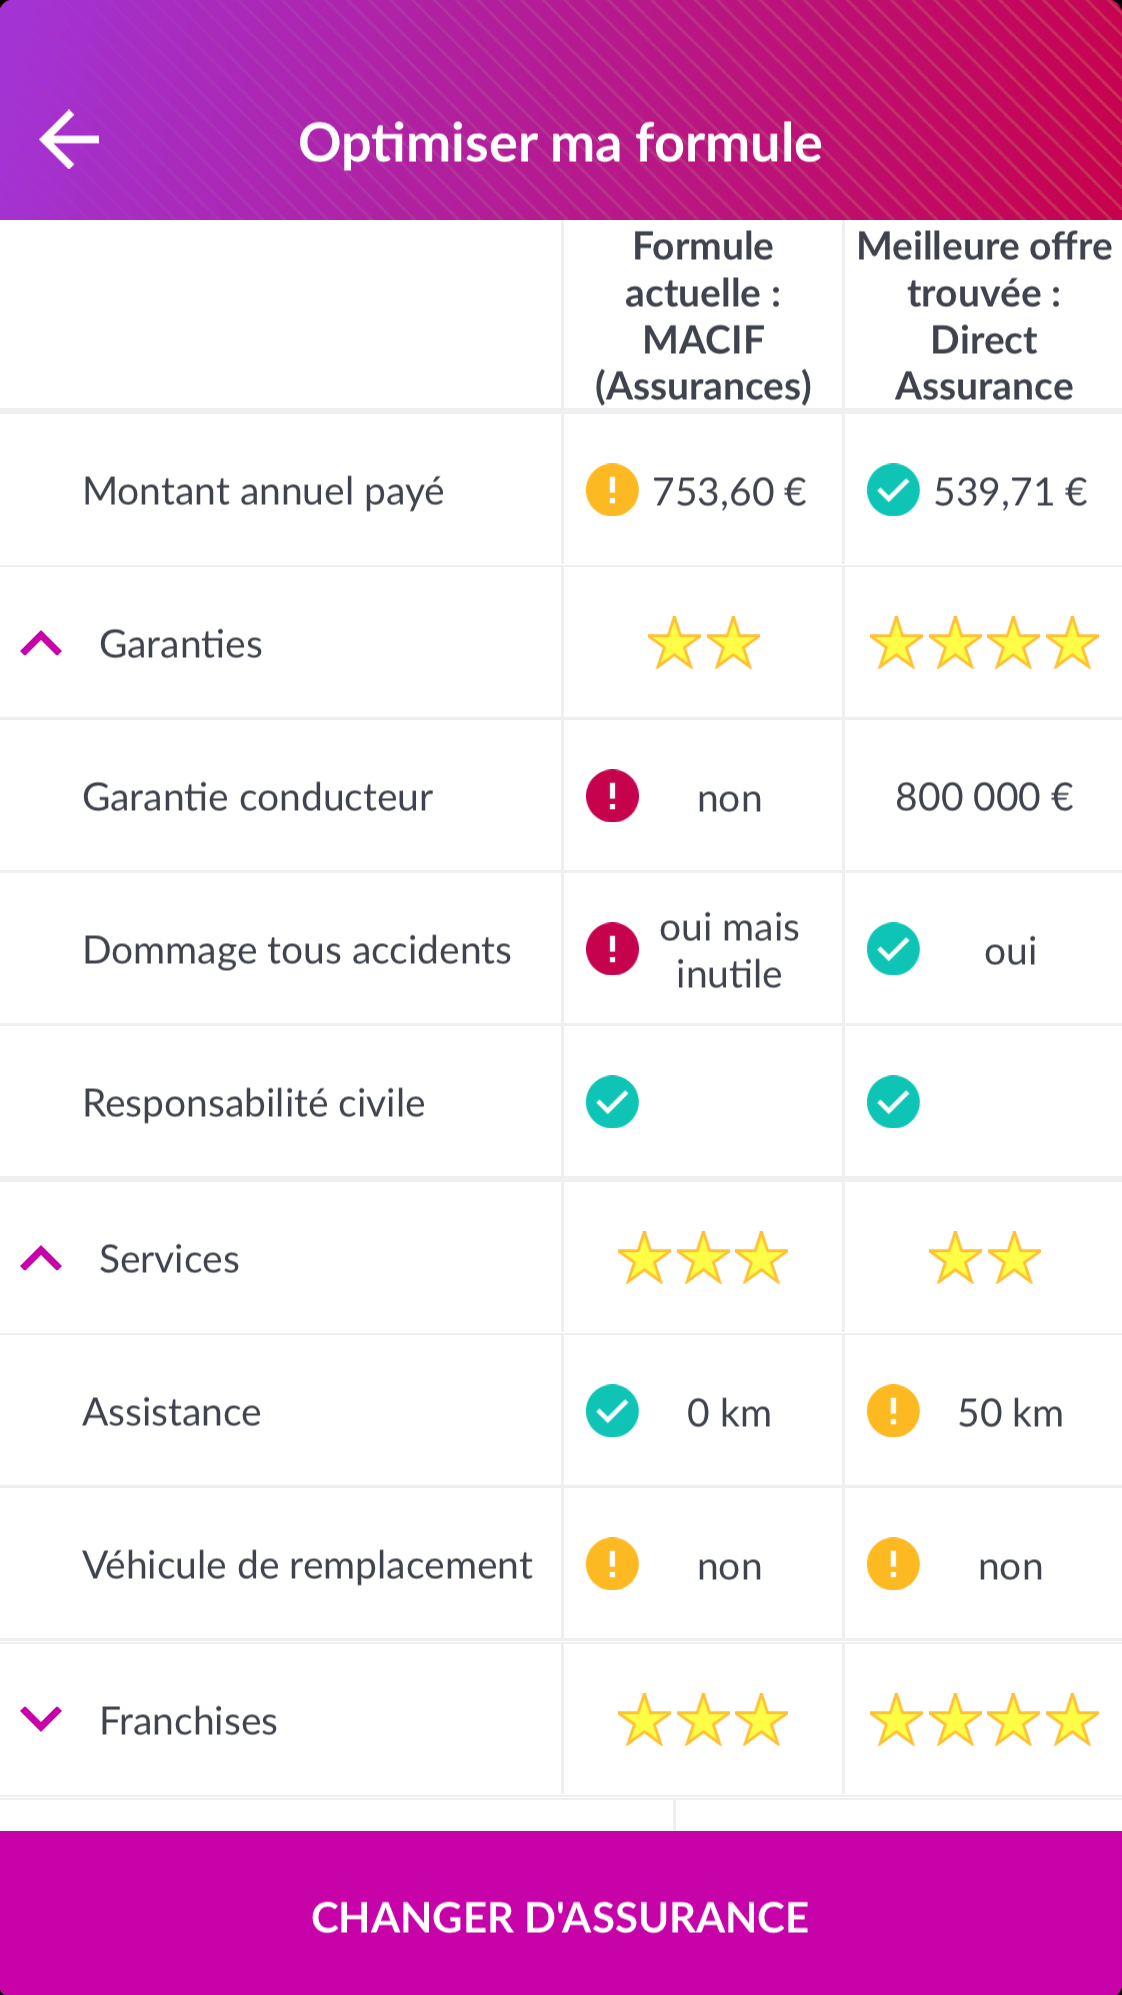 Optimiser ma formule
Formule
actuelle :
MACIF
(Assurances)
Meilleure offre
trouvée :
Direct
Assurance
Montant annuel payé
753,60 €
539,71 €
Garanties
Garantie conducteur
non
800 000 €
Dommage tous accidents
oui mais
inutile
oui
Responsabilité civile
Services
Assistance
0 km
50 km
Véhicule de remplacement
non
non
Franchises
CHANGER D'ASSURANCE